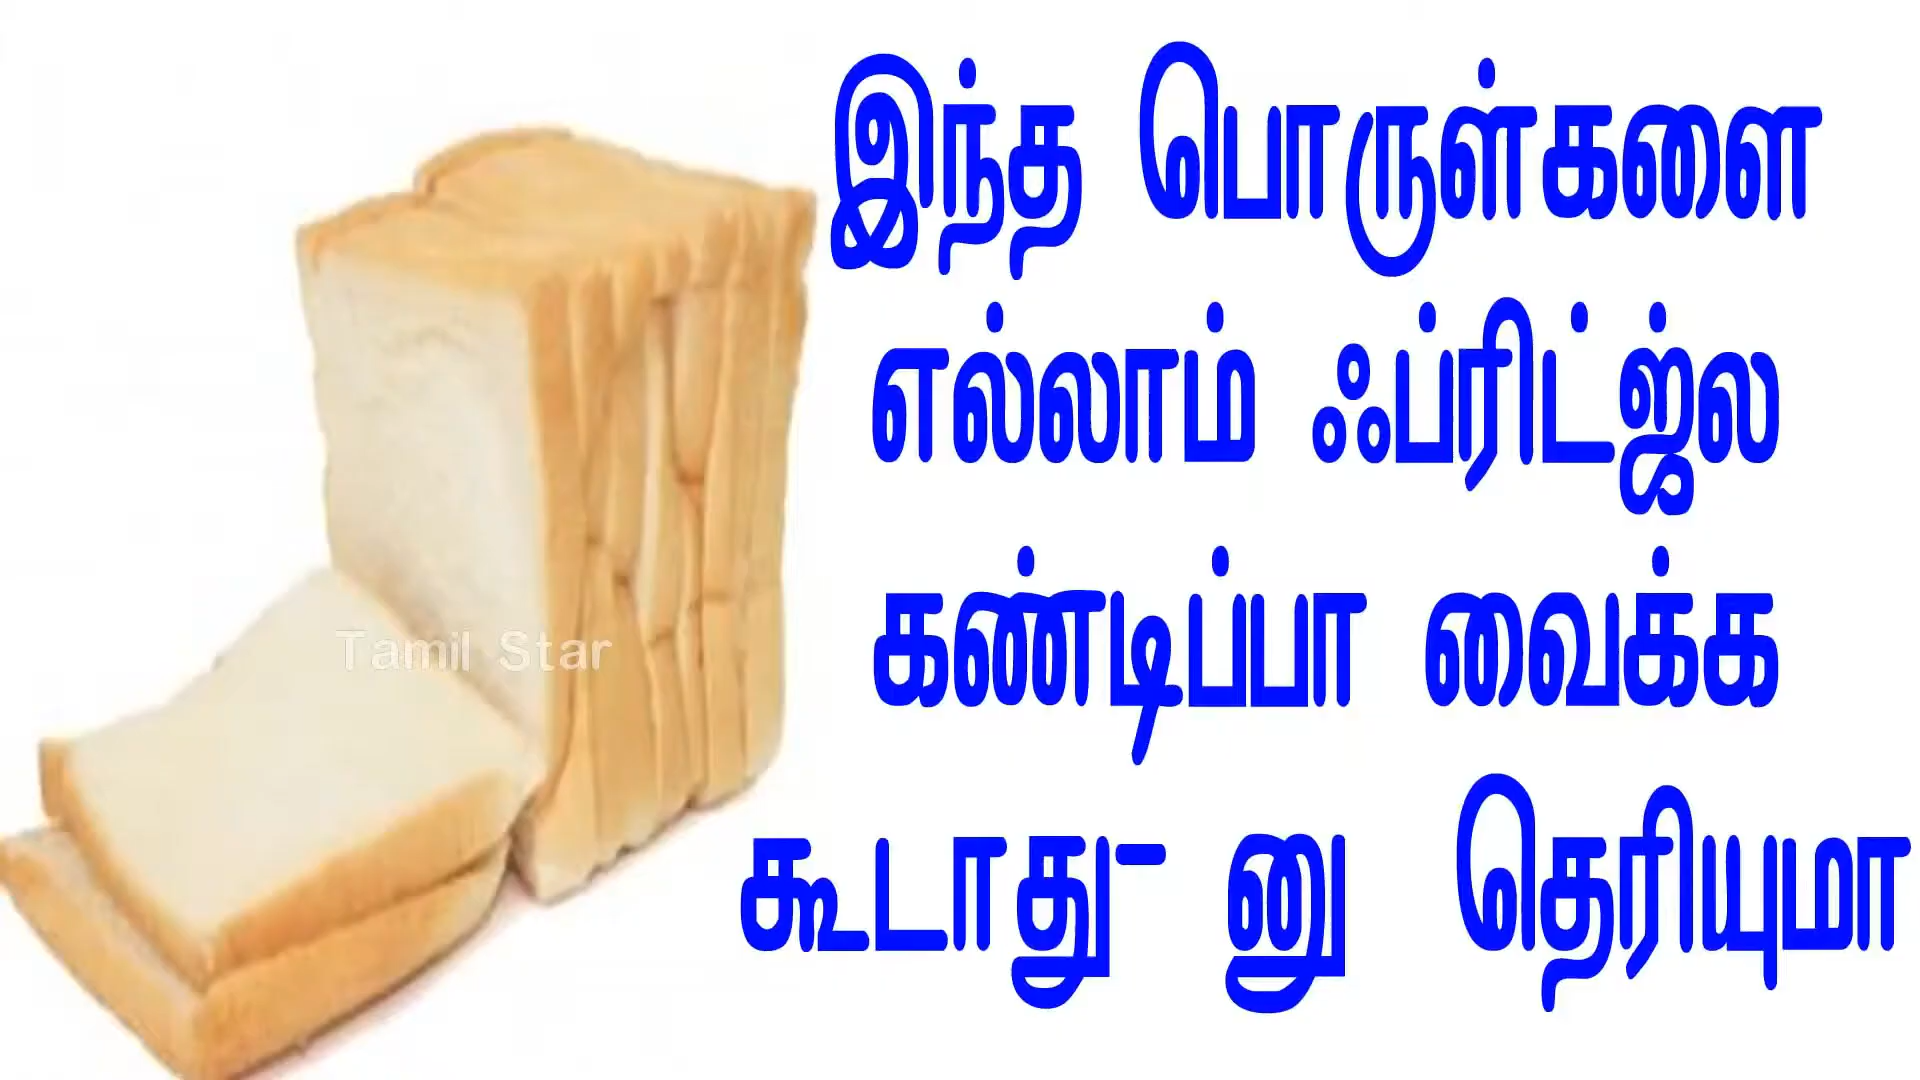 இந்த பொருள்களை
எல்லாம் ஃப்ரிட்ஜ்ல
கண்டிப்பா வைக்க
கூடாது- னு தெரியுமா
Tamil Star